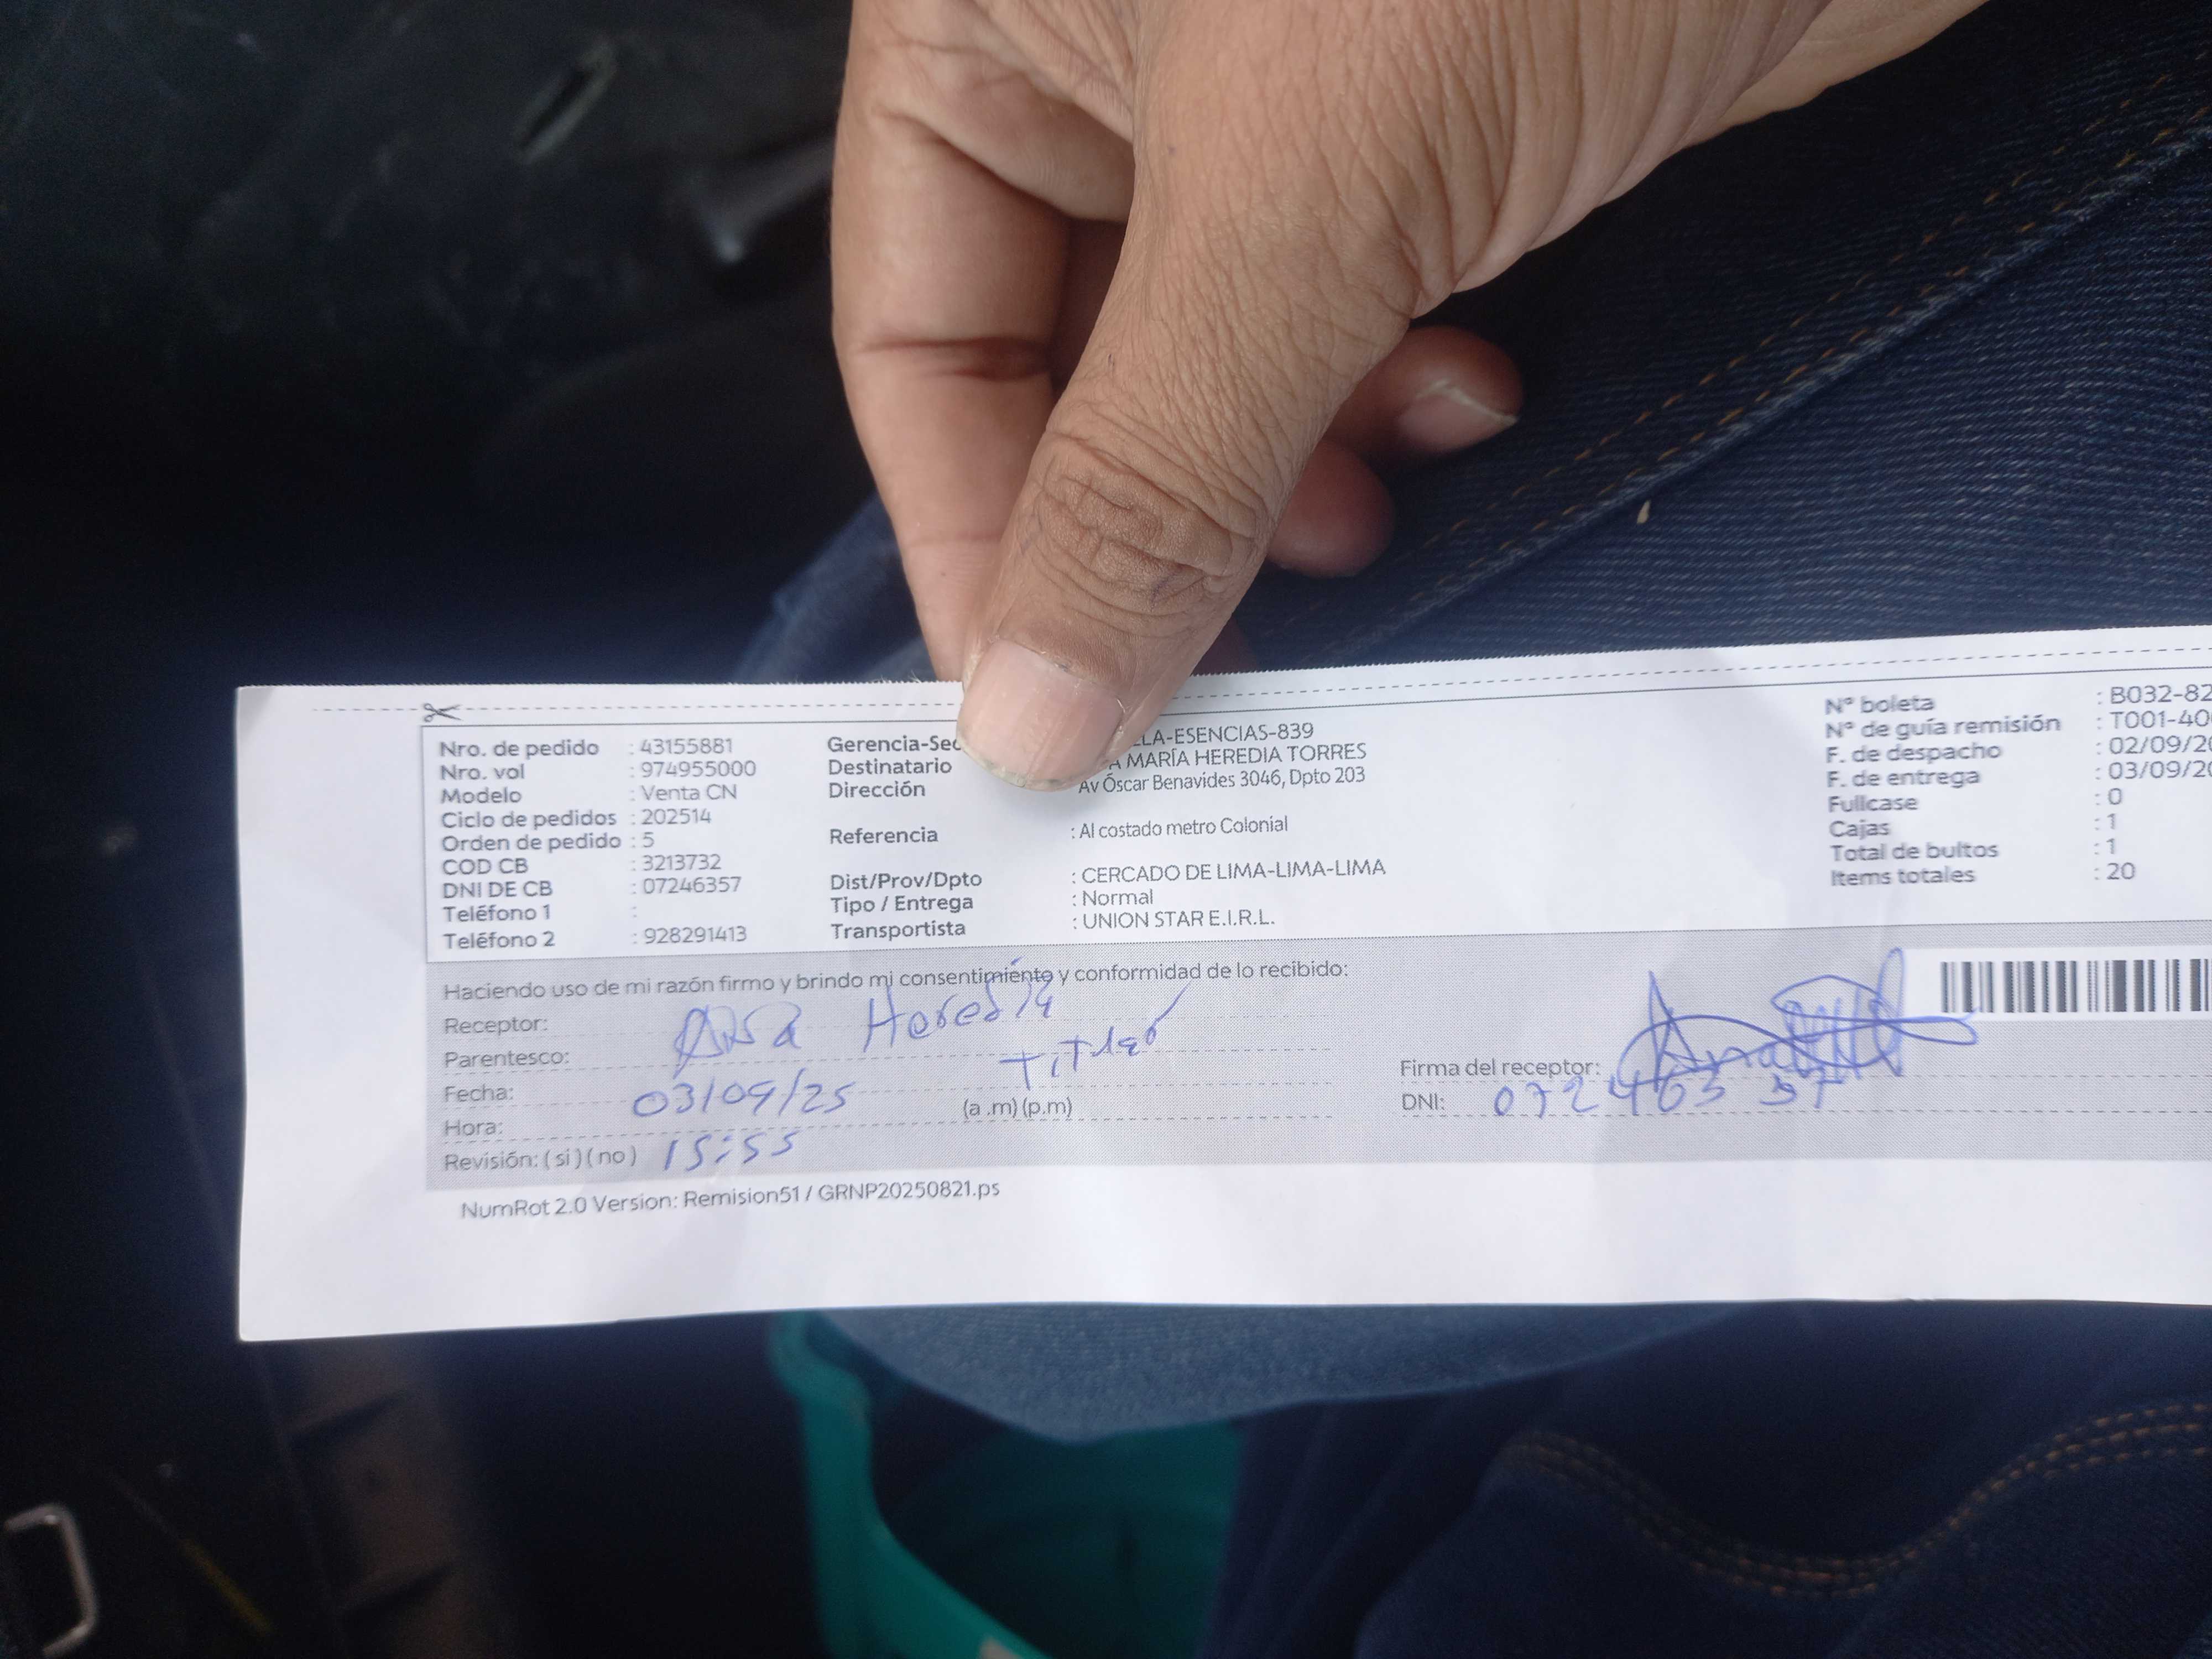 Nro. de pedido : 43155881
Nro. vol : 974955000
Modelo : Venta CN
Ciclo de pedidos : 202514
Orden de pedido : 5
COD CB : 3213732
DNI DE CB : 07246357
Teléfono 1 :
Teléfono 2 : 928291413
Gerencia-Sec LA-ESENCIAS-839
Destinatario A MARÍA HEREDIA TORRES
Dirección Av Óscar Benavides 3046, Dpto 203
Referencia : Al costado metro Colonial
Dist/Prov/Dpto : CERCADO DE LIMA-LIMA-LIMA
Tipo / Entrega : Normal
Transportista : UNION STAR E.I.R.L.
N° boleta : B032-82
N° de guía remisión : T001-40
F. de despacho : 02/09/20
F. de entrega : 03/09/20
Fullcase : 0
Cajas : 1
Total de bultos : 1
Items totales : 20
Haciendo uso de mi razón firmo y brindo mi consentimiento y conformidad de lo recibido:
Receptor: Ana Heredia
Parentesco: Titular
Fecha: 03/09/25
Hora: (a .m) (p.m)
Revisión: ( si ) ( no ) 15:55
Firma del receptor:
DNI: 07246357
NumRot 2.0 Version: Remision51 / GRNP20250821.ps